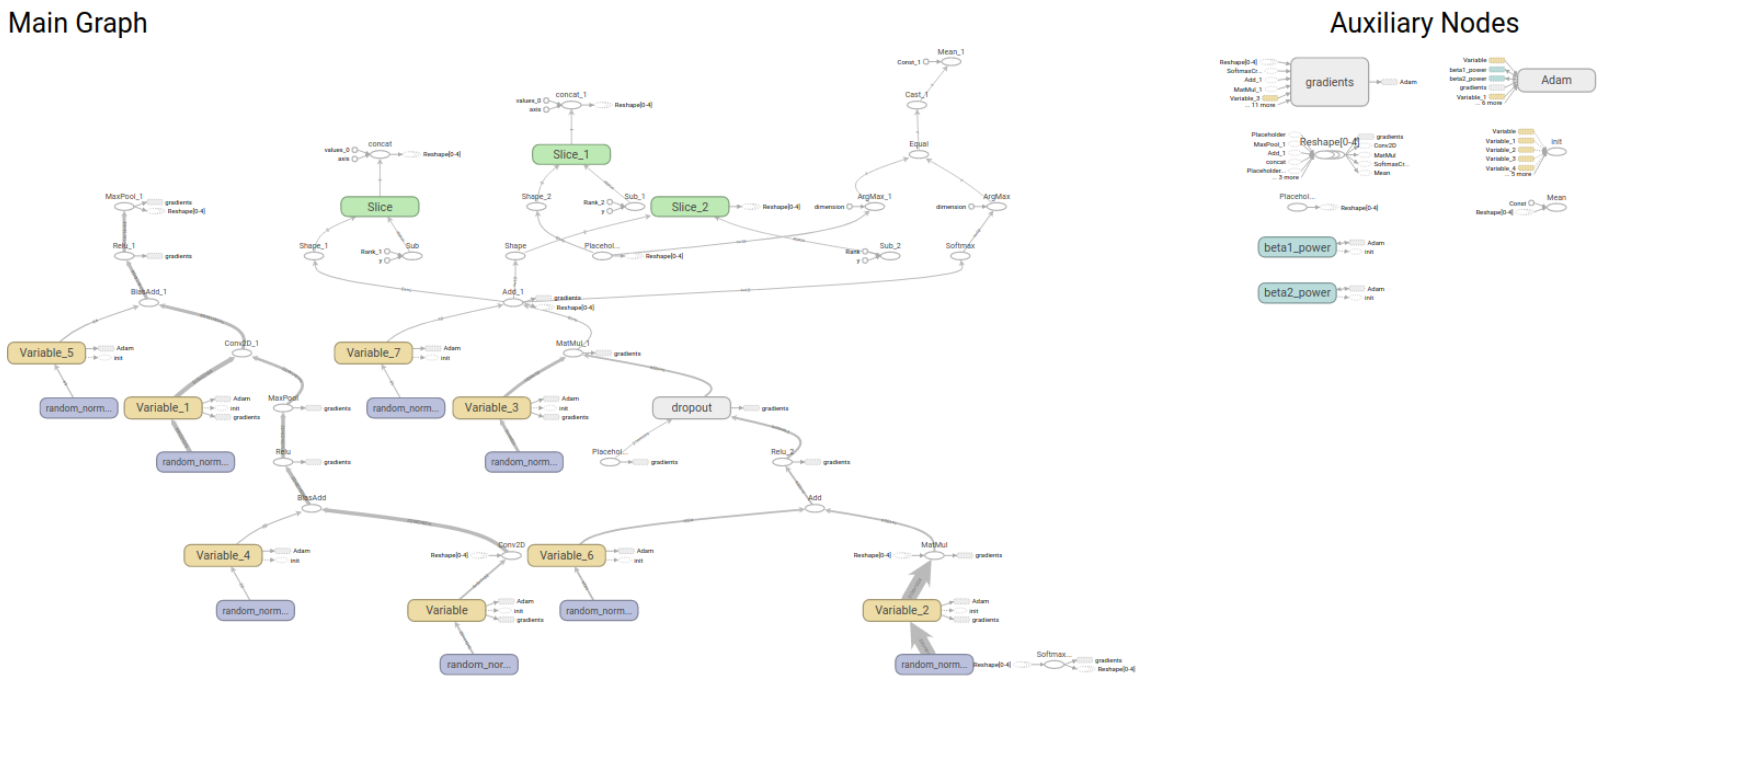 Main Graph
Auxiliary Nodes
Mean_1
Const_1
concat_1
values_0
axis
Reshape[0-4]
Cast_1
concat
values_0
axis
Reshape[0-4]
Slice_1
Equal
MaxPool_1
gradients
Reshape[0-4]
Slice
Shape_2
Rank_2
y
Sub_1
Slice_2
Reshape[0-4]
dimension
ArgMax_1
dimension
ArgMax
Relu_1
gradients
Shape_1
Rank_1
y
Sub
Shape
Placehol...
Reshape[0-4]
Rank
y
Sub_2
Softmax
BiasAdd_1
Add_1
gradients
Reshape[0-4]
Variable_5
Adam
init
Conv2D_1
Variable_7
Adam
init
MatMul_1
gradients
random_norm...
Variable_1
Adam
init
gradients
MaxPool
gradients
random_norm...
Variable_3
Adam
init
gradients
dropout
gradients
random_norm...
Relu
gradients
random_norm...
Placehol...
gradients
Relu_2
gradients
BiasAdd
Add
Variable_4
Adam
init
Reshape[0-4]
Conv2D
Variable_6
Adam
init
Reshape[0-4]
MatMul
gradients
random_norm...
Variable
Adam
init
gradients
random_norm...
Variable_2
Adam
init
gradients
random_nor...
random_norm...
Reshape[0-4]
Softmax...
gradients
Reshape[0-4]
Reshape[0-4]
SoftmaxCr...
Add_1
MatMul_1
Variable_3
... 11 more
gradients
Adam
Variable
beta1_power
beta2_power
gradients
Variable_1
... 6 more
Adam
Placeholder
MaxPool_1
Add_1
concat
Placeholder...
... 3 more
Reshape[0-4]
gradients
Conv2D
MatMul
SoftmaxCr...
Mean
Variable
Variable_1
Variable_2
Variable_3
Variable_4
... 5 more
init
Placehol...
Reshape[0-4]
Const
Reshape[0-4]
Mean
beta1_power
Adam
init
beta2_power
Adam
init